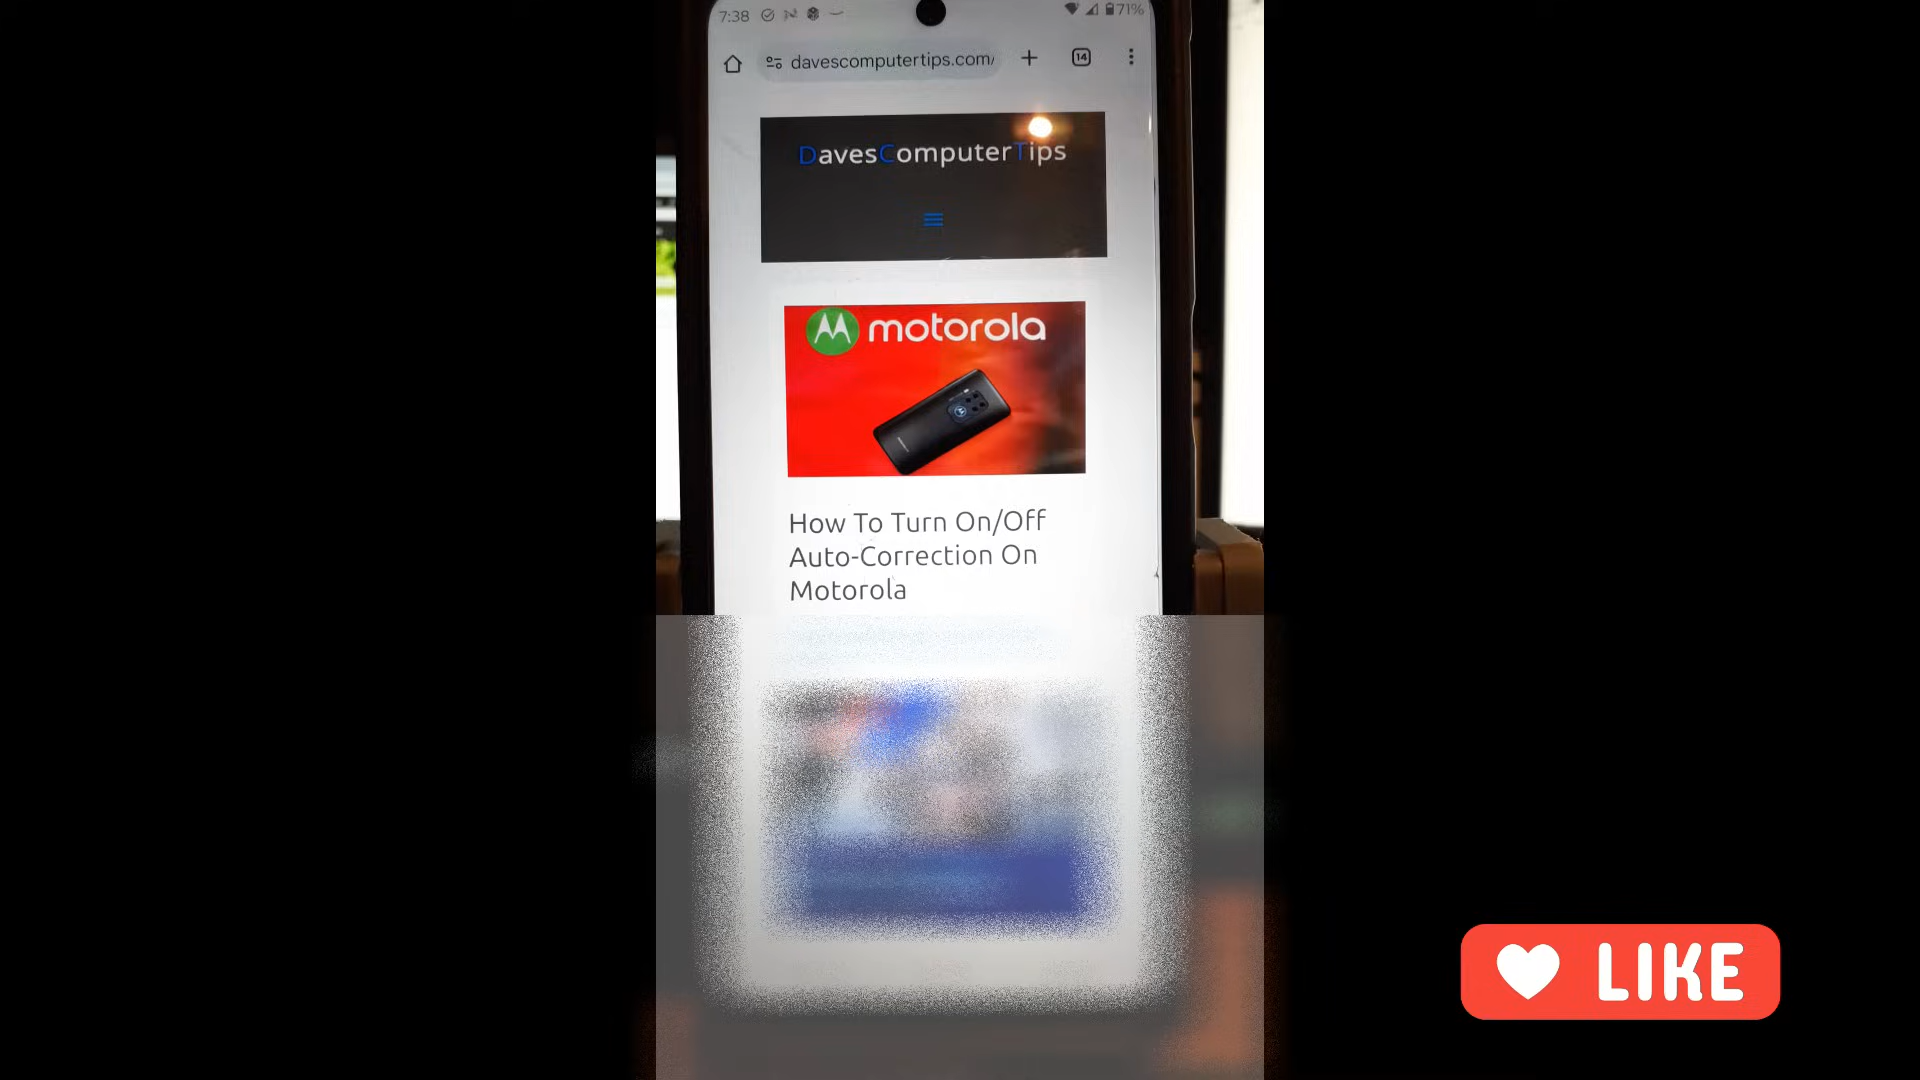 7:38
71%
davescomputertips.com/
14
DavesComputerTips
motorola
How To Turn On/Off
Auto-Correction On
Motorola
LIKE